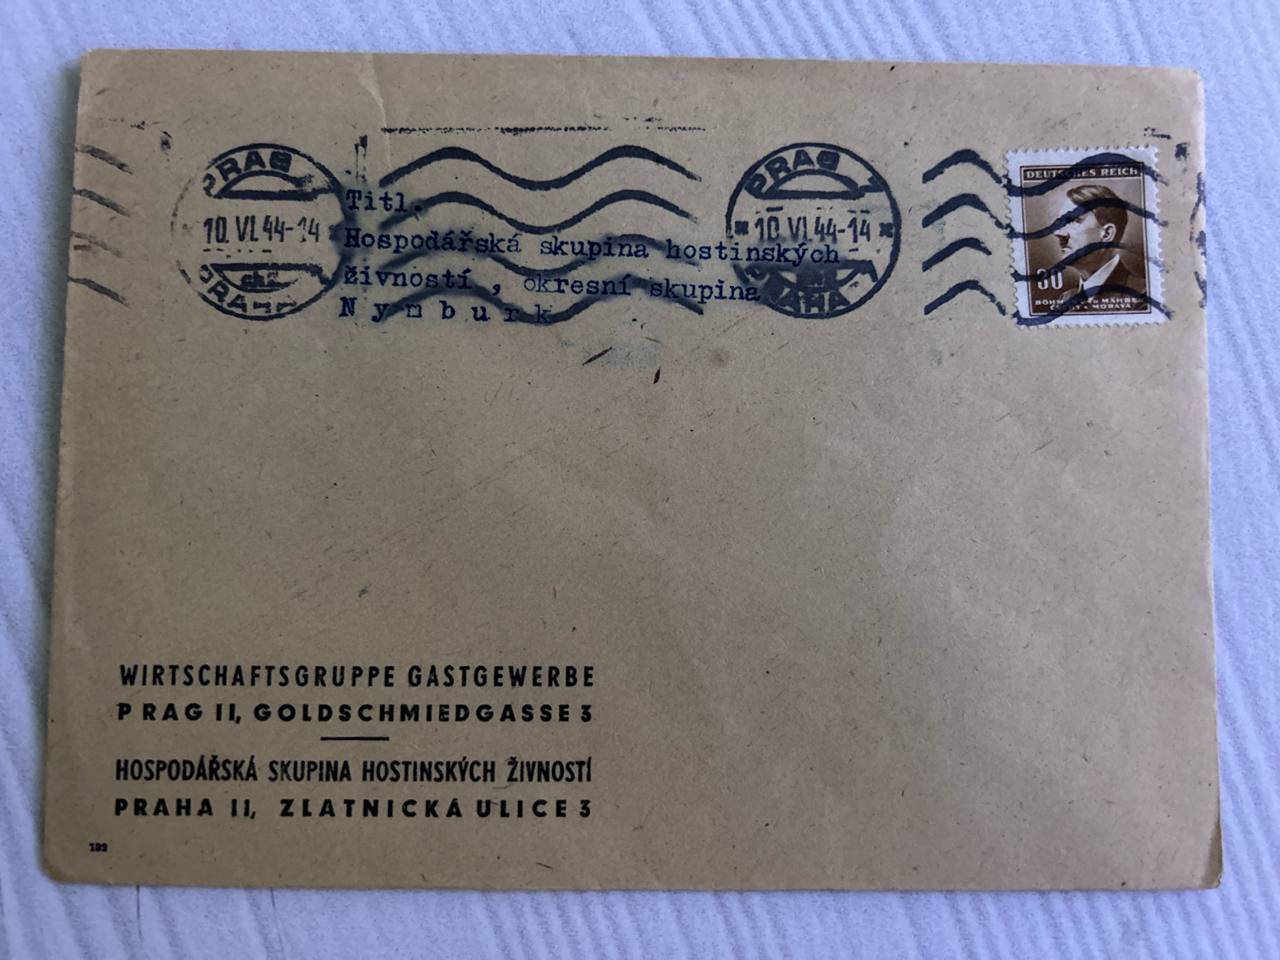 PRAG
10.VI.44-14
PRAHA
PRAG
* 10.VI.44-14 *
PRAHA
DEUTSCHES REICH
Titl.
Hospodářská skupina hostinských
živností , okresní skupina
N y m b u r k
WIRTSCHAFTSGRUPPE GASTGEWERBE
PRAG II, GOLDSCHMIEDGASSE 3
HOSPODÁŘSKÁ SKUPINA HOSTINSKÝCH ŽIVNOSTÍ
PRAHA II, ZLATNICKÁ ULICE 3
132